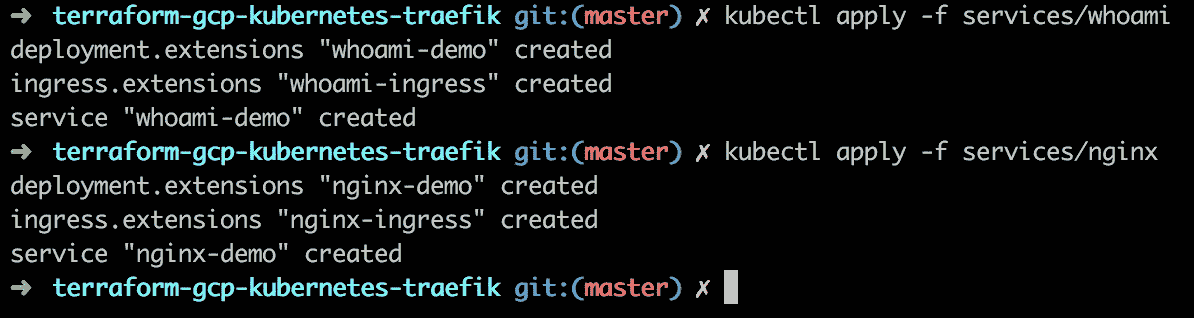 ➜  terraform-gcp-kubernetes-traefik git:(master) ✗ kubectl apply -f services/whoami
deployment.extensions "whoami-demo" created
ingress.extensions "whoami-ingress" created
service "whoami-demo" created
➜  terraform-gcp-kubernetes-traefik git:(master) ✗ kubectl apply -f services/nginx
deployment.extensions "nginx-demo" created
ingress.extensions "nginx-ingress" created
service "nginx-demo" created
➜  terraform-gcp-kubernetes-traefik git:(master) ✗